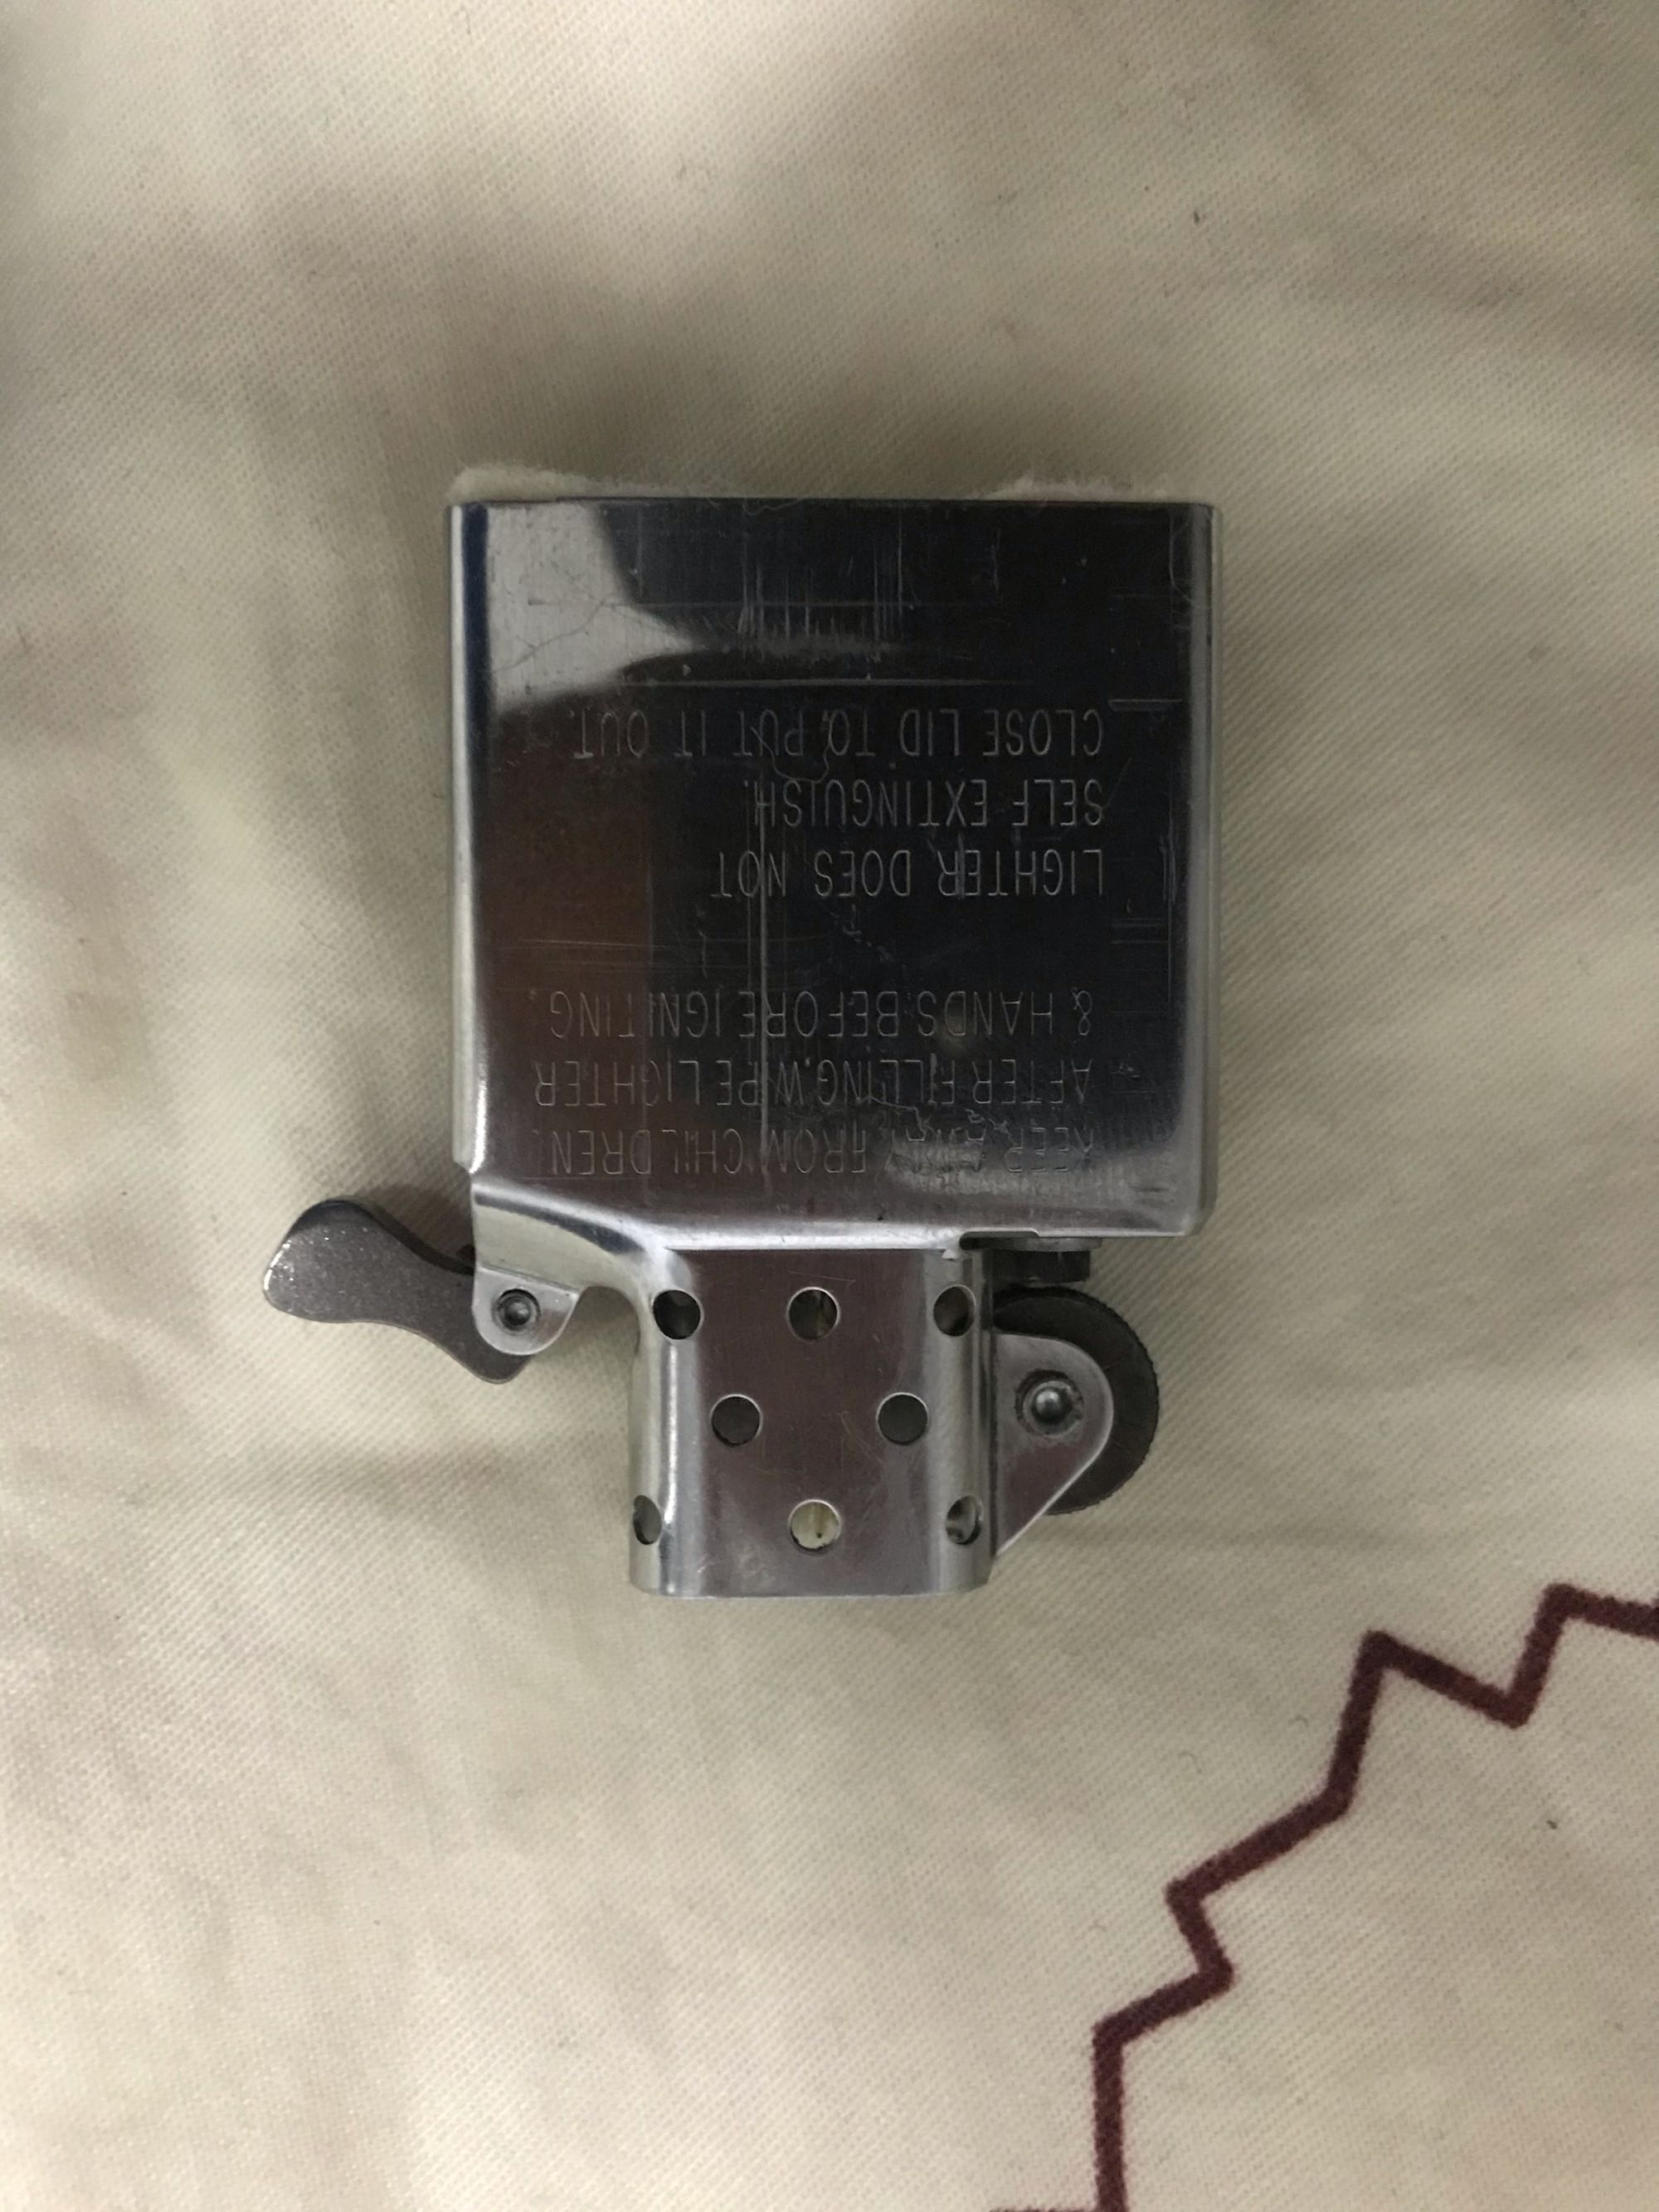 KEEP AWAY FROM CHILDREN.
AFTER FILLING, WIPE LIGHTER
& HANDS BEFORE IGNITING.
LIGHTER DOES NOT
SELF EXTINGUISH.
CLOSE LID TO PUT IT OUT.